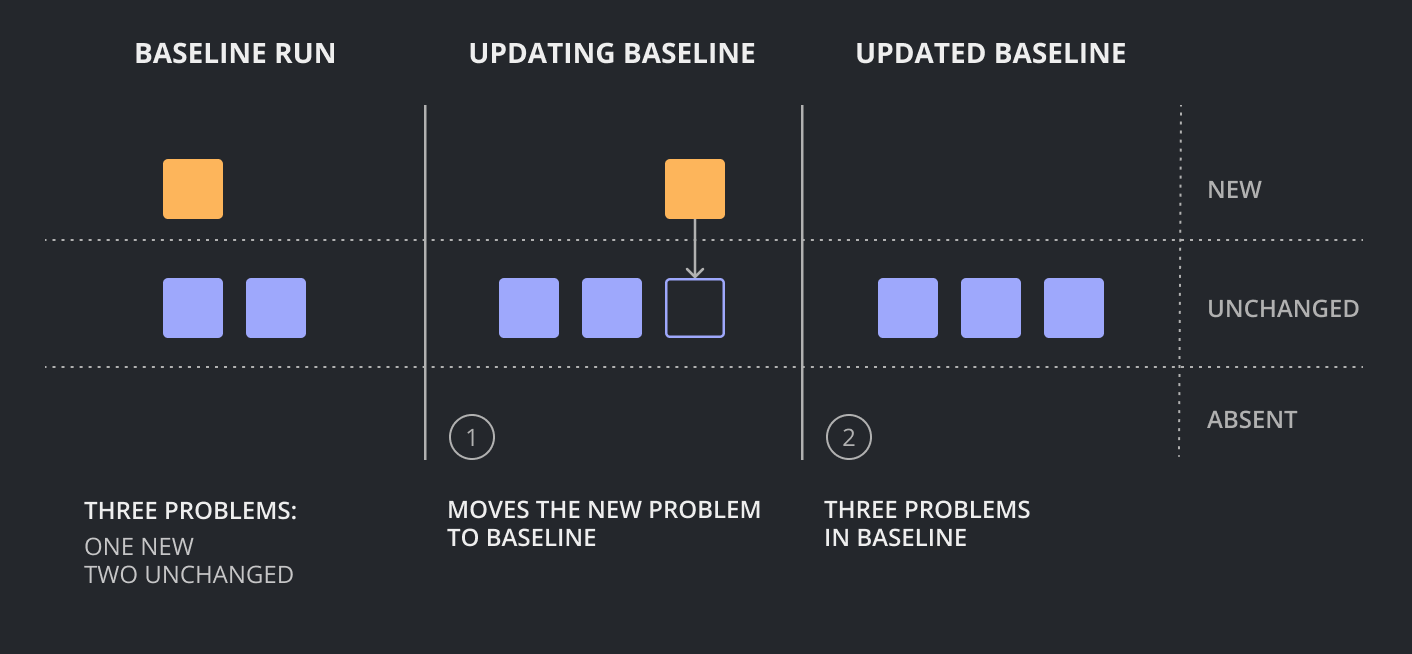 BASELINE RUN
UPDATING BASELINE
UPDATED BASELINE
NEW
UNCHANGED
ABSENT
1
2
THREE PROBLEMS:
ONE NEW
TWO UNCHANGED
MOVES THE NEW PROBLEM
TO BASELINE
THREE PROBLEMS
IN BASELINE